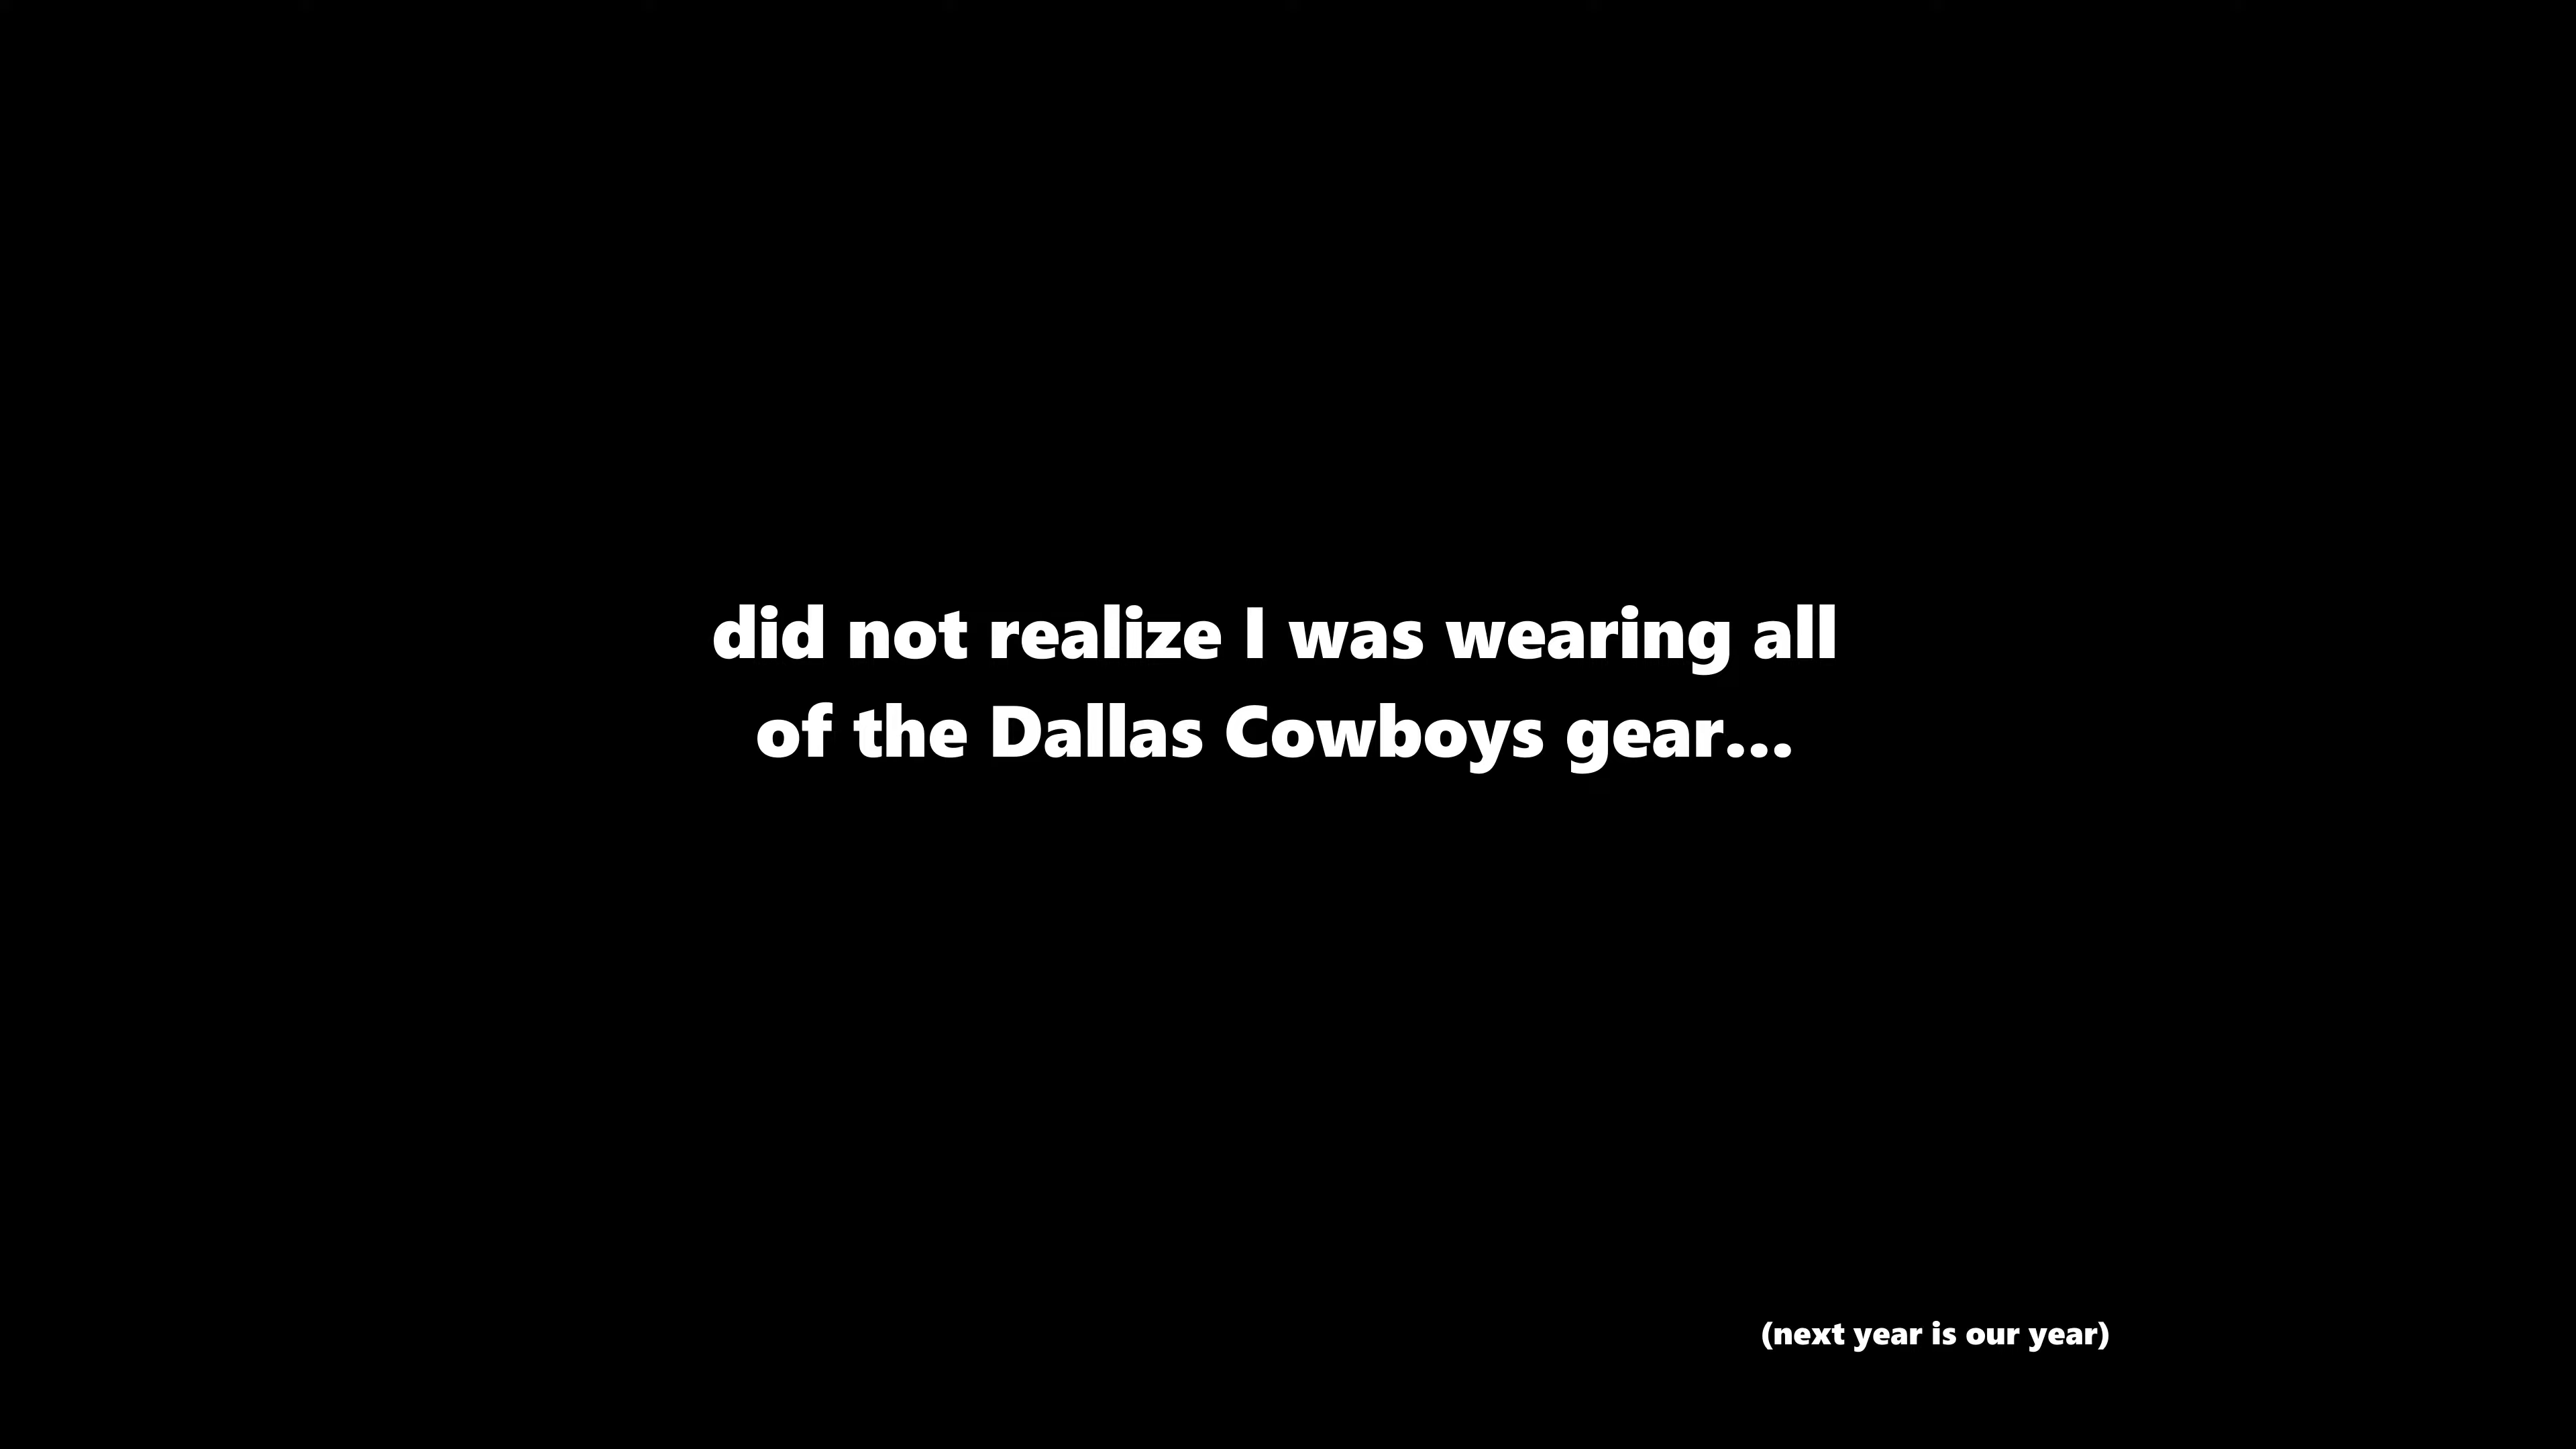 did not realize I was wearing all
of the Dallas Cowboys gear...
(next year is our year)